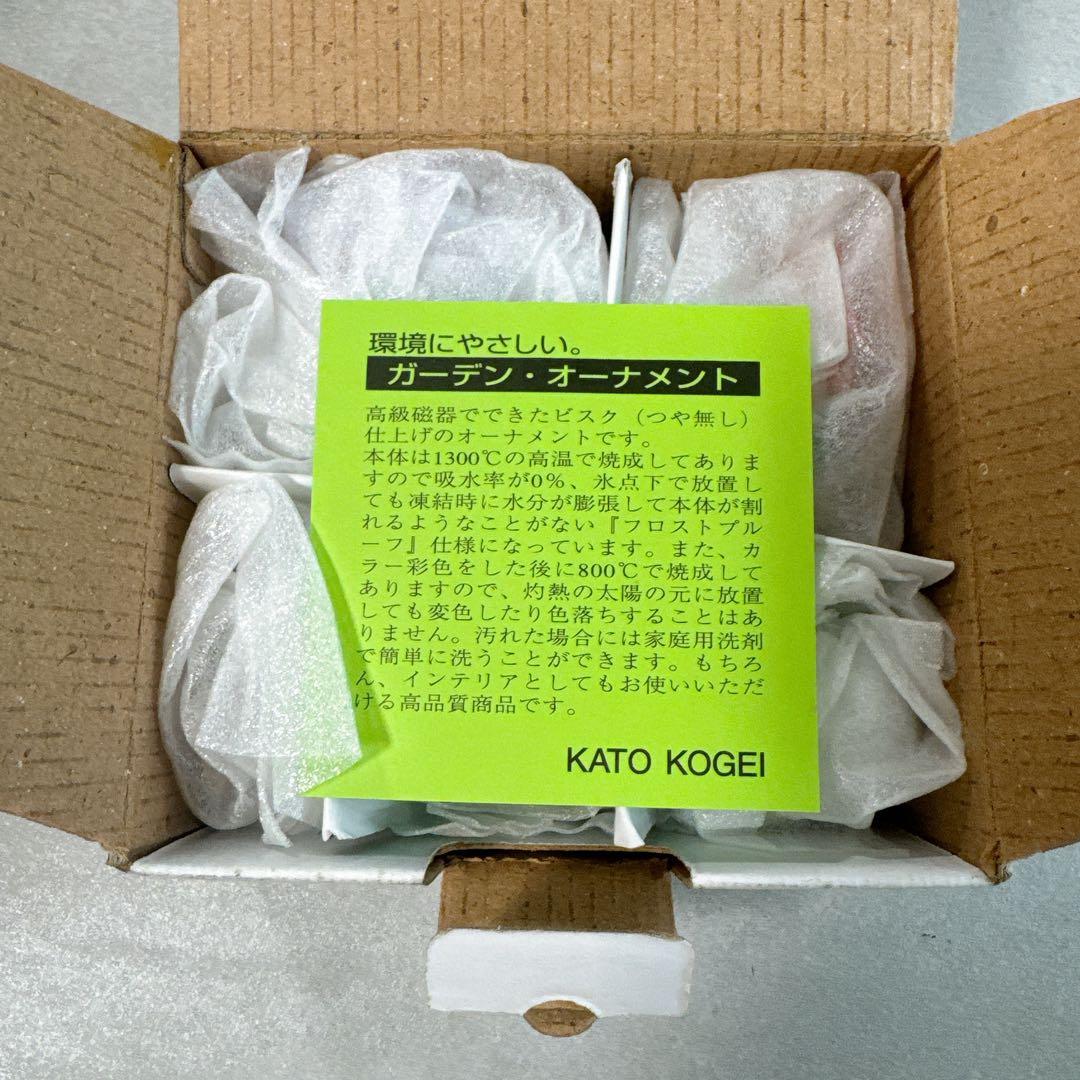 環境にやさしい。
ガーデン・オーナメント
高級磁器でできたビスク（つや無し）
仕上げのオーナメントです。
本体は1300℃の高温で焼成してありま
すので吸水率が0％、氷点下で放置し
ても凍結時に水分が膨張して本体が割
れるようなことがない『フロストプル
ーフ』仕様になっています。また、カ
ラー彩色をした後に800℃で焼成して
ありますので、灼熱の太陽の元に放置
しても変色したり色落ちすることはあ
りません。汚れた場合には家庭用洗剤
で簡単に洗うことができます。もちろ
ん、インテリアとしてもお使いいただ
ける高品質商品です。
KATO KOGEI